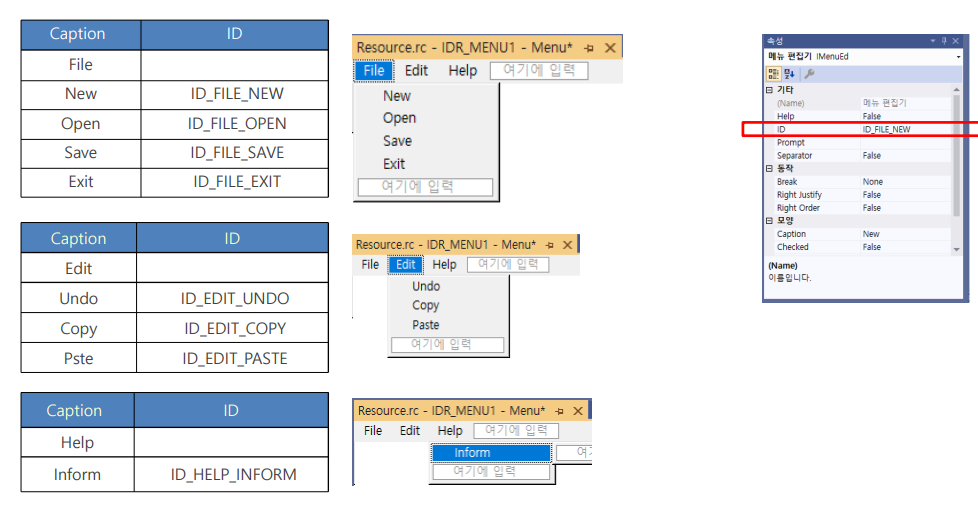 Caption ID
File
New ID_FILE_NEW
Open ID_FILE_OPEN
Save ID_FILE_SAVE
Exit ID_FILE_EXIT
Resource.rc - IDR_MENU1 - Menu*
File Edit Help 여기에 입력
New
Open
Save
Exit
여기에 입력
속성
메뉴 편집기 IMenuEd
기타
(Name) 메뉴 편집기
Help False
ID ID_FILE_NEW
Prompt
Separator False
동작
Break None
Right Justify False
Right Order False
모양
Caption New
Checked False
(Name)
이름입니다.
Caption ID
Edit
Undo ID_EDIT_UNDO
Copy ID_EDIT_COPY
Pste ID_EDIT_PASTE
Resource.rc - IDR_MENU1 - Menu*
File Edit Help 여기에 입력
Undo
Copy
Paste
여기에 입력
Caption ID
Help
Inform ID_HELP_INFORM
Resource.rc - IDR_MENU1 - Menu*
File Edit Help 여기에 입력
Inform
여기에 입력